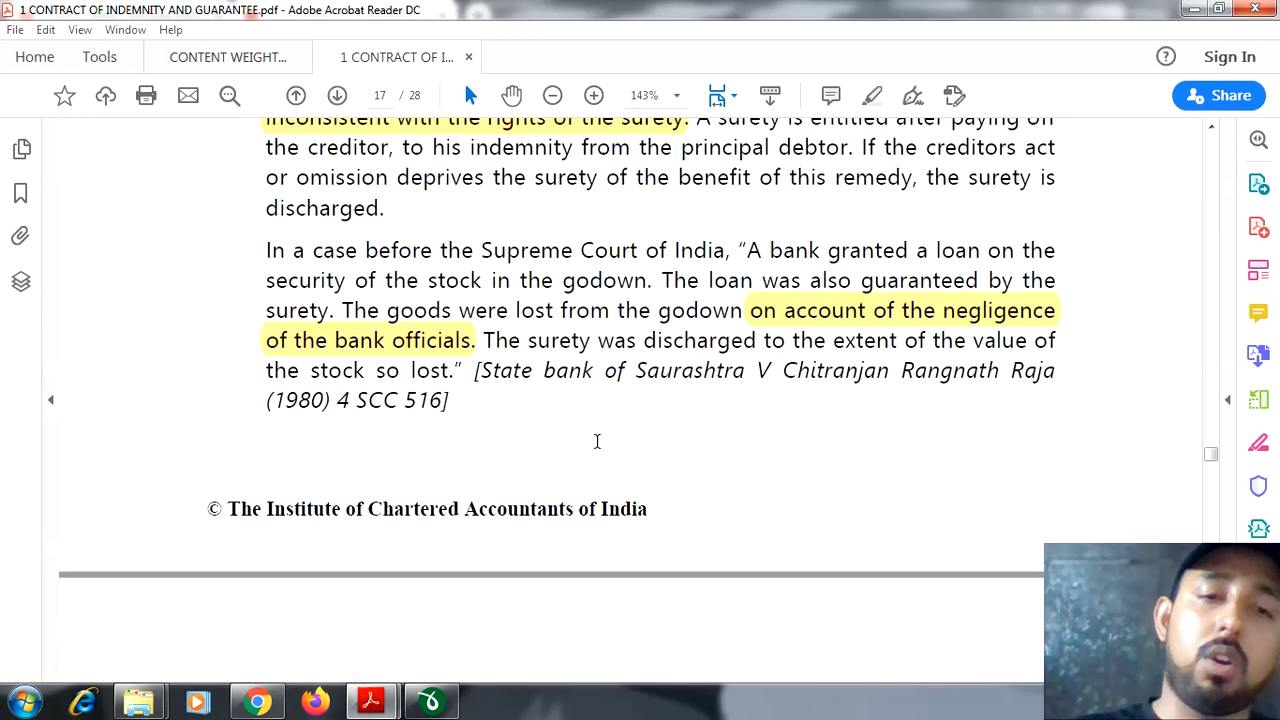 1 CONTRACT OF INDEMNITY AND GUARANTEE.pdf - Adobe Acrobat Reader DC
File Edit View Window Help
Home Tools CONTENT WEIGHT... 1 CONTRACT OF I... × ? Sign In
17 / 28 143% Share
inconsistent with the rights of the surety. A surety is entitled after paying off
the creditor, to his indemnity from the principal debtor. If the creditors act
or omission deprives the surety of the benefit of this remedy, the surety is
discharged.
In a case before the Supreme Court of India, “A bank granted a loan on the
security of the stock in the godown. The loan was also guaranteed by the
surety. The goods were lost from the godown on account of the negligence
of the bank officials. The surety was discharged to the extent of the value of
the stock so lost.” [State bank of Saurashtra V Chitranjan Rangnath Raja
(1980) 4 SCC 516]
© The Institute of Chartered Accountants of India